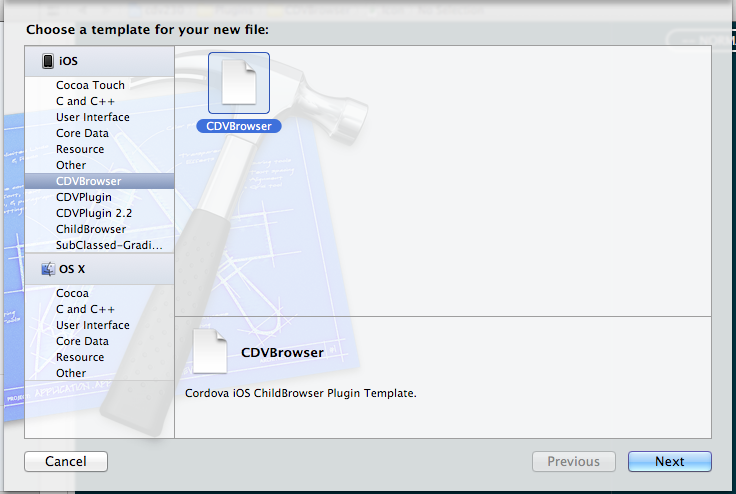 Choose a template for your new file:
iOS
Cocoa Touch
C and C++
User Interface
Core Data
Resource
Other
CDVBrowser
CDVPlugin
CDVPlugin 2.2
ChildBrowser
SubClassed-Gradi...
OS X
Cocoa
C and C++
User Interface
Core Data
Resource
Other
CDVBrowser
CDVBrowser
Cordova iOS ChildBrowser Plugin Template.
Cancel
Previous
Next